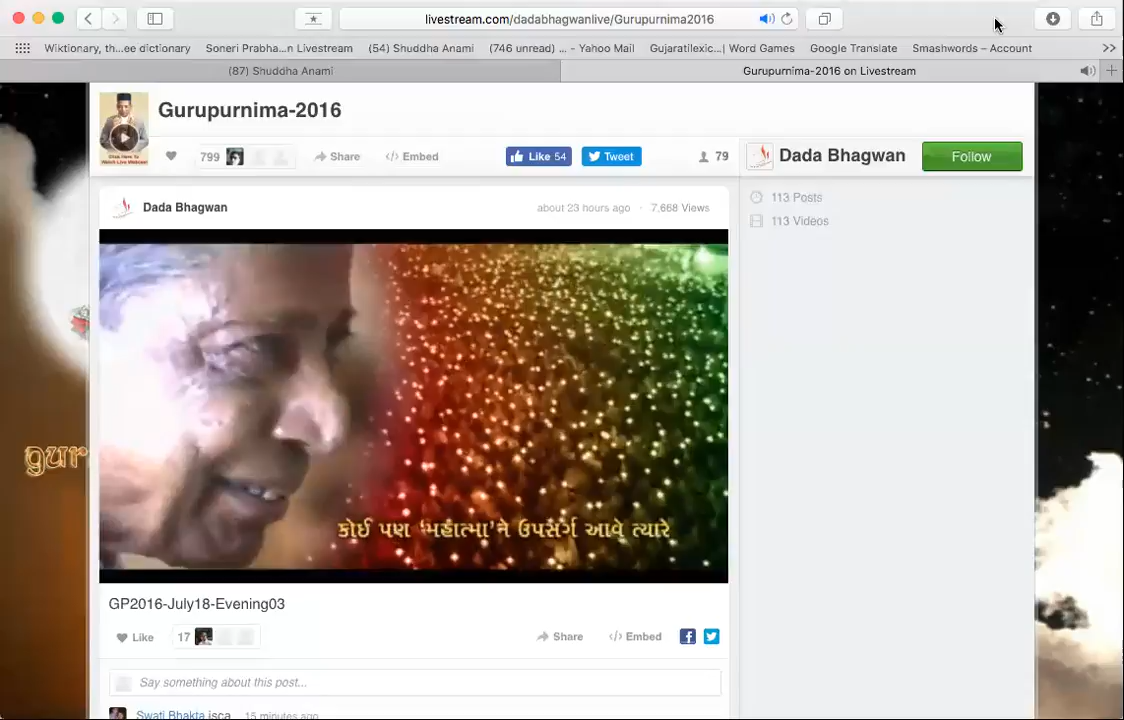 livestream.com/dadabhagwanlive/Gurupurnima2016
Wiktionary, th...ee dictionary
Soneri Prabha...n Livestream
(54) Shuddha Anami
(746 unread) ... - Yahoo Mail
Gujaratilexic...| Word Games
Google Translate
Smashwords – Account
(87) Shuddha Anami
Gurupurnima-2016 on Livestream
Gurupurnima-2016
799
Share
</> Embed
Like 54
Tweet
79
Dada Bhagwan
Follow
113 Posts
113 Videos
Dada Bhagwan
about 23 hours ago · 7,668 Views
gur
કોઈ પણ 'મહાત્મા'ને ઉપસર્ગ આવે ત્યારે
GP2016-July18-Evening03
Like
17
Share
</> Embed
Say something about this post...
Swati Bhakta jsca 15 minutes ago